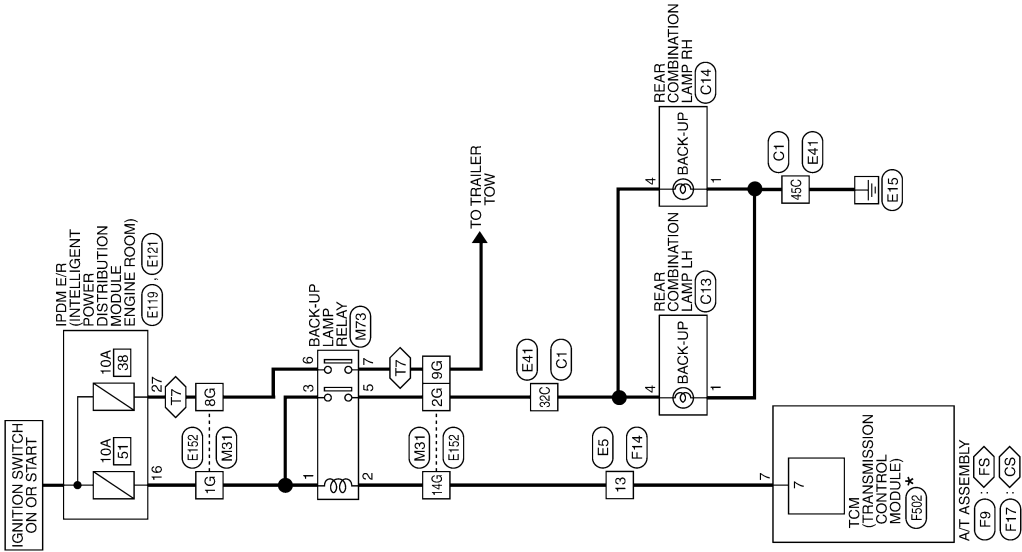 IGNITION SWITCH
ON OR START
IPDM E/R
(INTELLIGENT
POWER
DISTRIBUTION
MODULE
ENGINE ROOM)
E119 , E121
10A
51
10A
38
16
27
T7
E152
M31
1G
8G
BACK-UP
LAMP
RELAY
M73
1
3
6
2
5
7
T7
M31
E152
14G
2G
9G
TO TRAILER
TOW
E41
C1
32C
REAR
COMBINATION
LAMP LH
C13
4
BACK-UP
1
REAR
COMBINATION
LAMP RH
C14
4
BACK-UP
1
C1
E41
45C
E15
E5
F14
13
7
7
TCM
(TRANSMISSION
CONTROL
MODULE)
F502 *
A/T ASSEMBLY
F9 : FS
F17 : CS